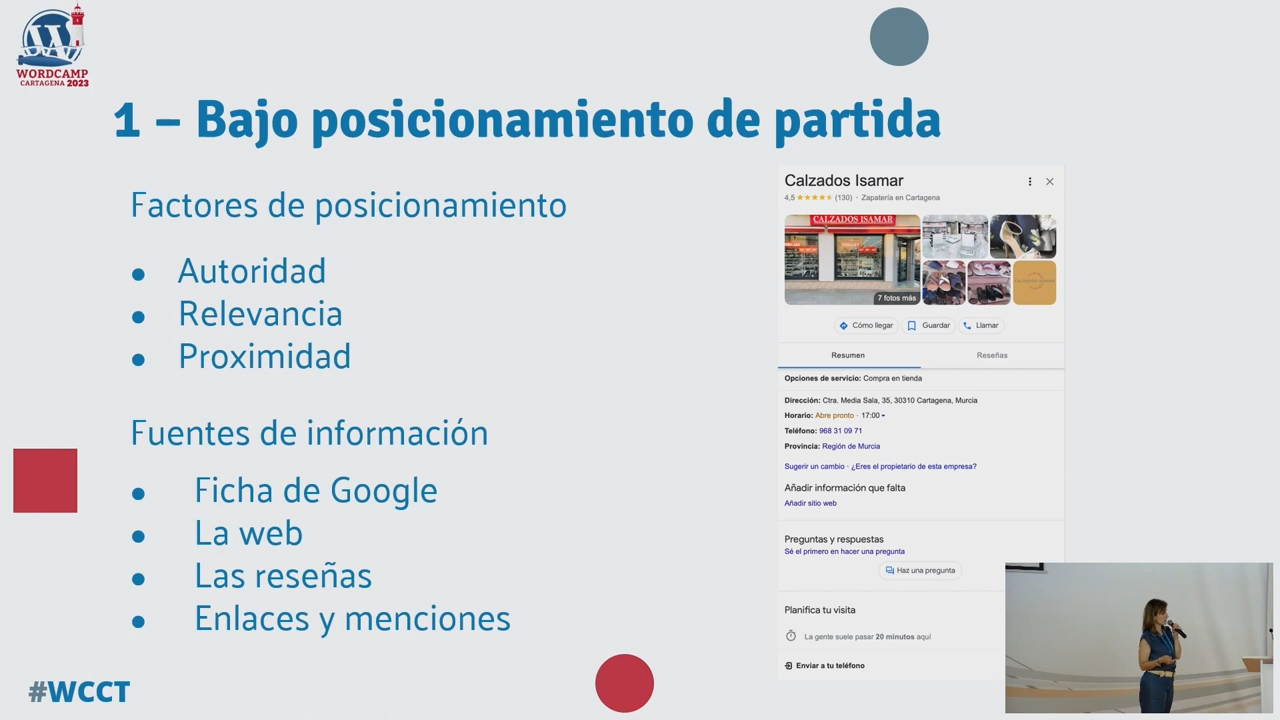 WORDCAMP
CARTAGENA 2023
1 – Bajo posicionamiento de partida
Factores de posicionamiento
● Autoridad
● Relevancia
● Proximidad
Fuentes de información
● Ficha de Google
● La web
● Las reseñas
● Enlaces y menciones
#WCCT
Calzados Isamar
4,5 ★★★★★ (130) · Zapatería en Cartagena
CALZADOS ISAMAR
7 fotos más
CALZADOS ISAMAR
Cómo llegar
Guardar
Llamar
Resumen
Reseñas
Opciones de servicio: Compra en tienda
Dirección: Ctra. Media Sala, 35, 30310 Cartagena, Murcia
Horario: Abre pronto · 17:00
Teléfono: 968 31 09 71
Provincia: Región de Murcia
Sugerir un cambio · ¿Eres el propietario de esta empresa?
Añadir información que falta
Añadir sitio web
Preguntas y respuestas
Sé el primero en hacer una pregunta
Haz una pregunta
Planifica tu visita
La gente suele pasar 20 minutos aquí
Enviar a tu teléfono